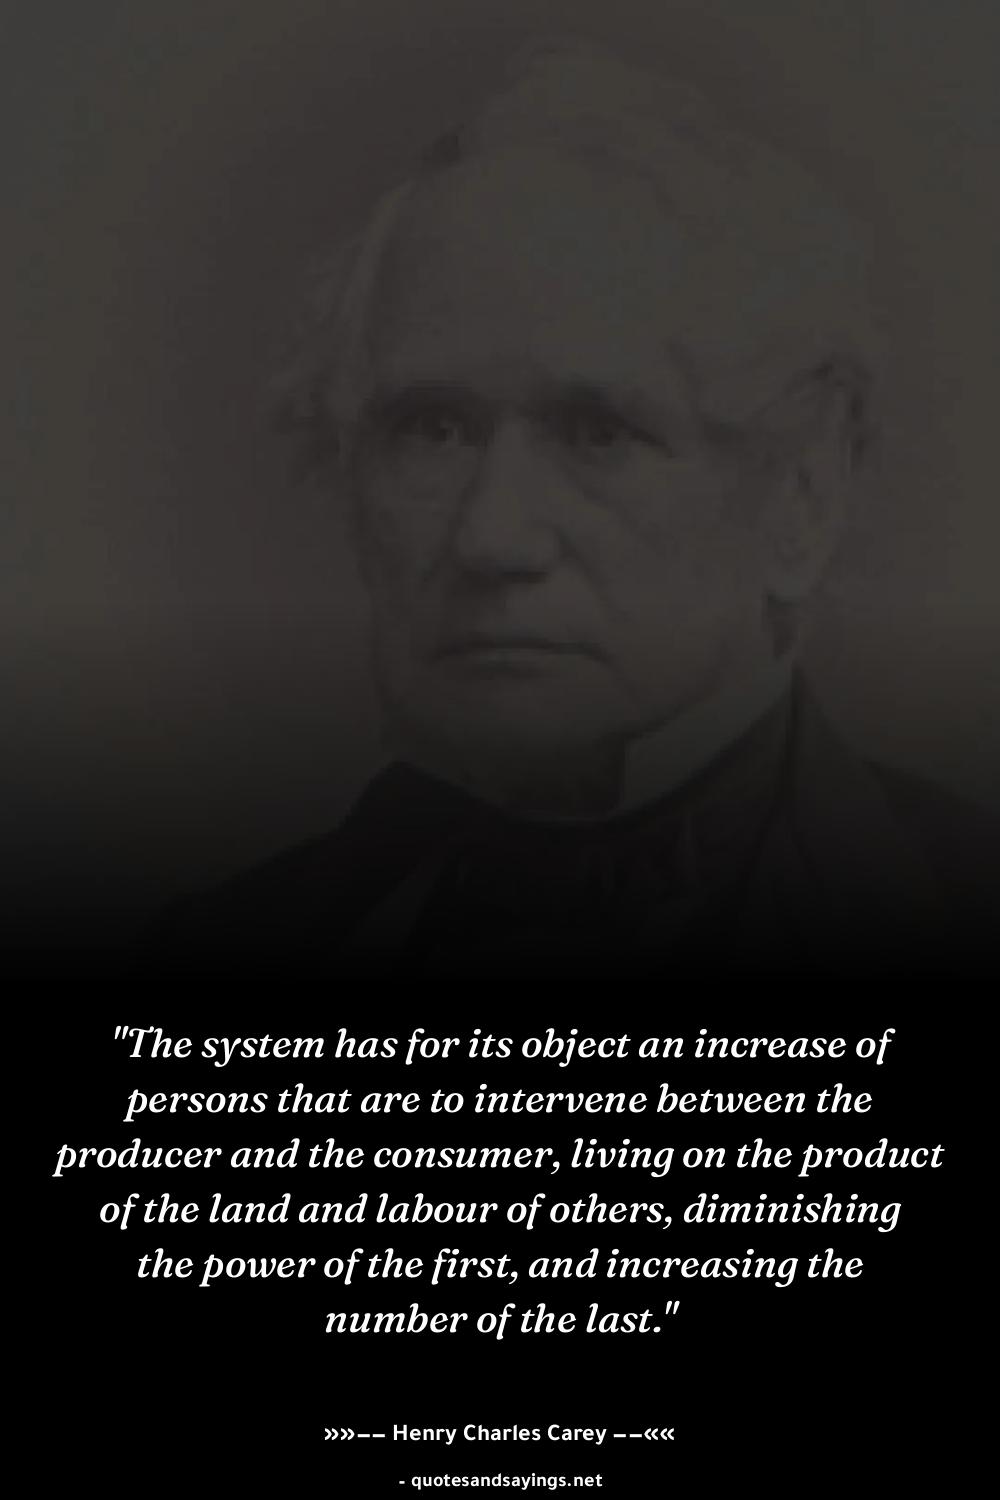 "The system has for its object an increase of
persons that are to intervene between the
producer and the consumer, living on the product
of the land and labour of others, diminishing
the power of the first, and increasing the
number of the last."
»»–– Henry Charles Carey ––««
- quotesandsayings.net